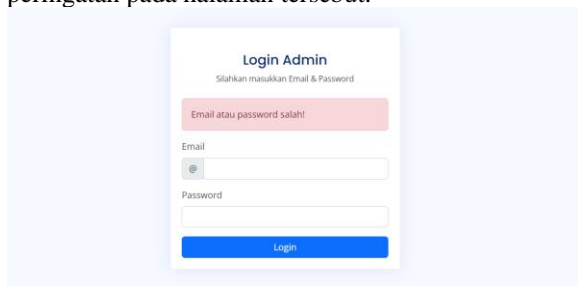 peringatan pada halaman tersebut.
Login Admin
Silahkan masukkan Email & Password
Email atau password salah!
Email
@
Password
Login